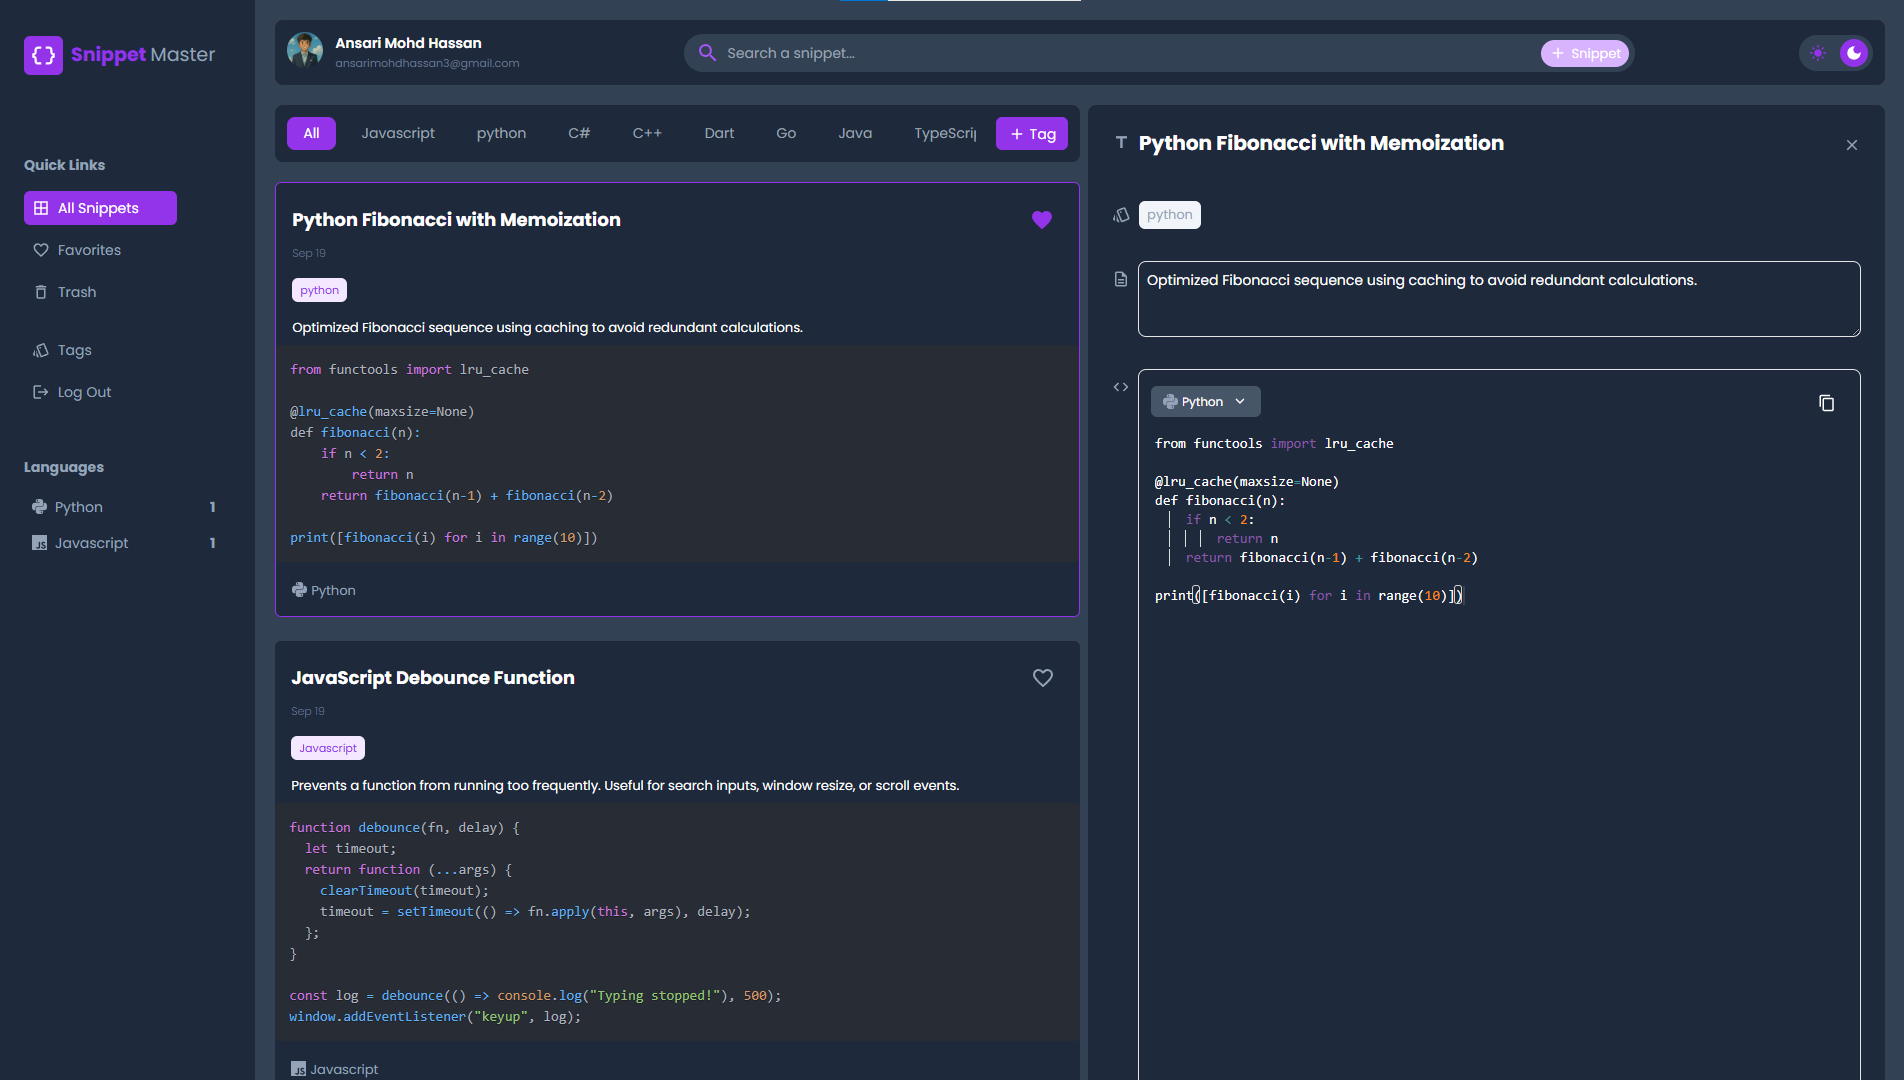 {} Snippet Master
Quick Links
All Snippets
Favorites
Trash
Tags
Log Out
Languages
Python 1
JS Javascript 1
Ansari Mohd Hassan
ansarimohdhassan3@gmail.com
Search a snippet...
+ Snippet
All Javascript python C# C++ Dart Go Java TypeScrip + Tag
Python Fibonacci with Memoization
Sep 19
python
Optimized Fibonacci sequence using caching to avoid redundant calculations.
from functools import lru_cache
@lru_cache(maxsize=None)
def fibonacci(n):
    if n < 2:
        return n
    return fibonacci(n-1) + fibonacci(n-2)
print([fibonacci(i) for i in range(10)])
Python
JavaScript Debounce Function
Sep 19
Javascript
Prevents a function from running too frequently. Useful for search inputs, window resize, or scroll events.
function debounce(fn, delay) {
  let timeout;
  return function (...args) {
    clearTimeout(timeout);
    timeout = setTimeout(() => fn.apply(this, args), delay);
  };
}
const log = debounce(() => console.log("Typing stopped!"), 500);
window.addEventListener("keyup", log);
JS Javascript
T Python Fibonacci with Memoization
python
Optimized Fibonacci sequence using caching to avoid redundant calculations.
<> Python
from functools import lru_cache
@lru_cache(maxsize=None)
def fibonacci(n):
    if n < 2:
        return n
    return fibonacci(n-1) + fibonacci(n-2)
print([fibonacci(i) for i in range(10)])